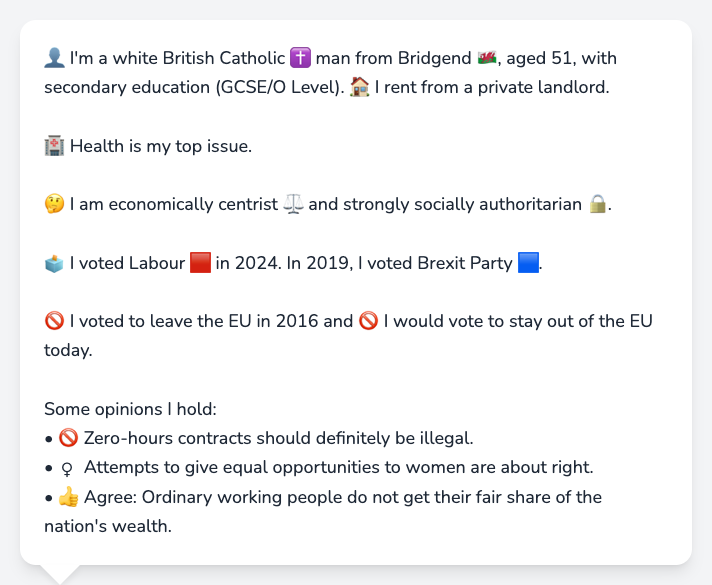 👤 I'm a white British Catholic ✝️ man from Bridgend 🏴󠁧󠁢󠁷󠁬󠁳󠁿, aged 51, with
secondary education (GCSE/O Level). 🏠 I rent from a private landlord.
🏥 Health is my top issue.
🤔 I am economically centrist ⚖️ and strongly socially authoritarian 🔒.
🗳️ I voted Labour 🟥 in 2024. In 2019, I voted Brexit Party 🟦.
🚫 I voted to leave the EU in 2016 and 🚫 I would vote to stay out of the EU
today.
Some opinions I hold:
• 🚫 Zero-hours contracts should definitely be illegal.
• ♀ Attempts to give equal opportunities to women are about right.
• 👍 Agree: Ordinary working people do not get their fair share of the
nation's wealth.